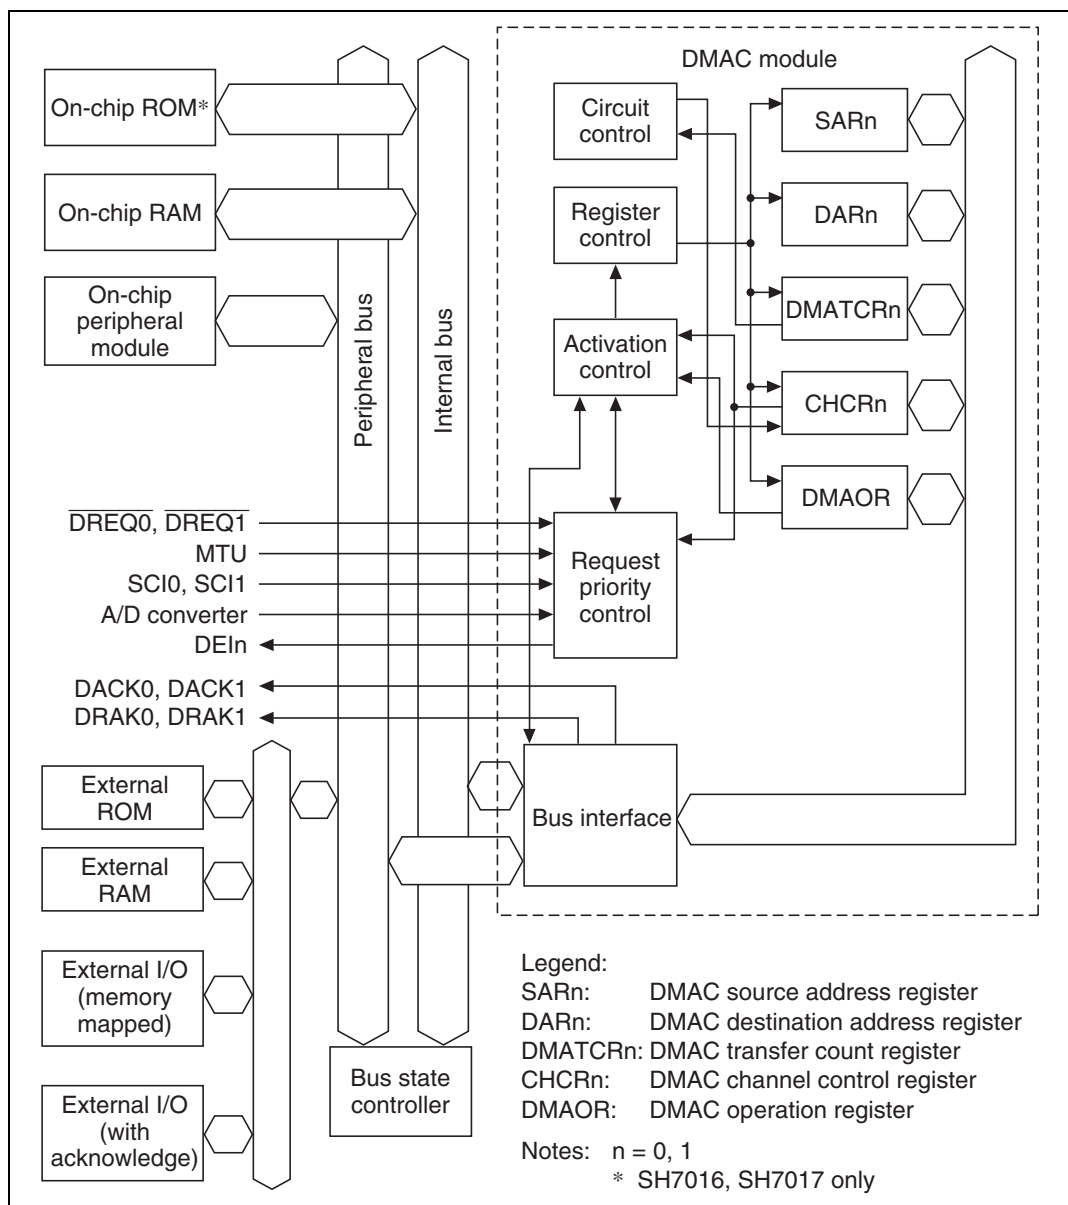 DMAC module
On-chip ROM*
On-chip RAM
On-chip
peripheral
module
Peripheral bus
Internal bus
Circuit
control
Register
control
Activation
control
Request
priority
control
SARn
DARn
DMATCRn
CHCRn
DMAOR
DREQ0, DREQ1
MTU
SCI0, SCI1
A/D converter
DEIn
DACK0, DACK1
DRAK0, DRAK1
External
ROM
External
RAM
External I/O
(memory
mapped)
External I/O
(with
acknowledge)
Bus interface
Bus state
controller
Legend:
SARn: DMAC source address register
DARn: DMAC destination address register
DMATCRn: DMAC transfer count register
CHCRn: DMAC channel control register
DMAOR: DMAC operation register
Notes: n = 0, 1
* SH7016, SH7017 only